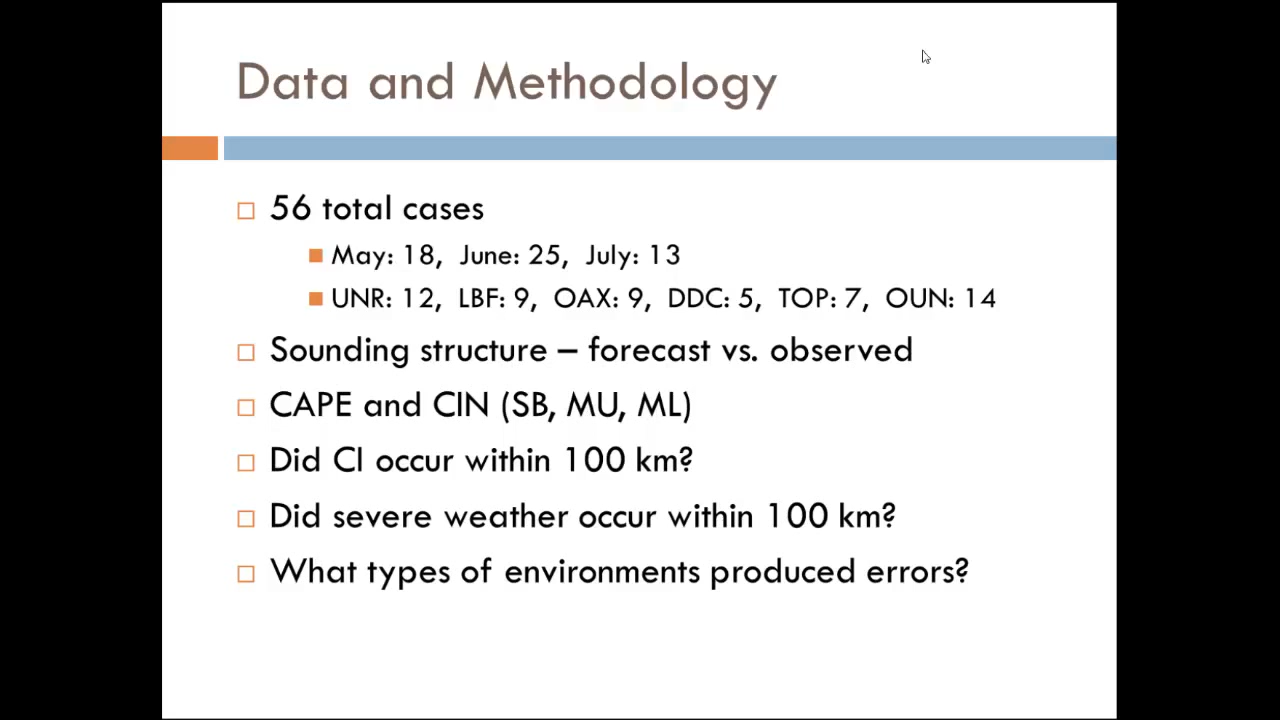 Data and Methodology
56 total cases
May: 18, June: 25, July: 13
UNR: 12, LBF: 9, OAX: 9, DDC: 5, TOP: 7, OUN: 14
Sounding structure – forecast vs. observed
CAPE and CIN (SB, MU, ML)
Did CI occur within 100 km?
Did severe weather occur within 100 km?
What types of environments produced errors?